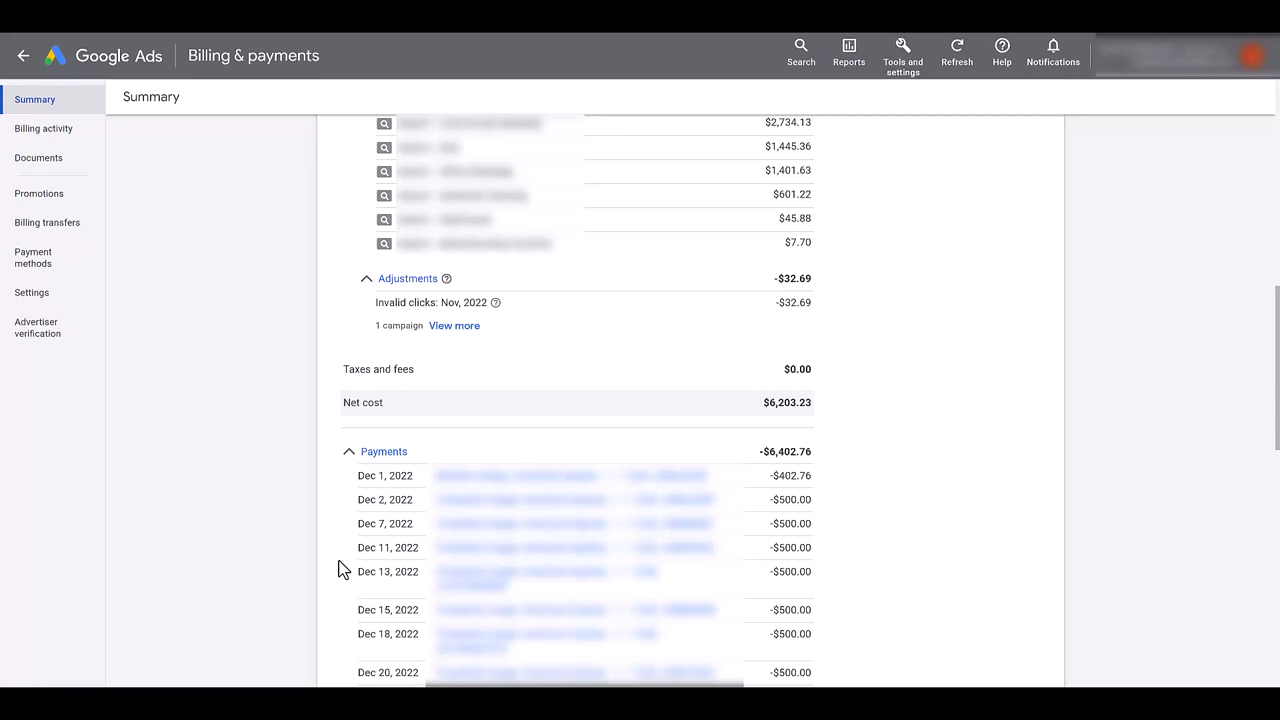 Google Ads
Billing & payments
Search
Reports
Tools and
settings
Refresh
Help
Notifications
Summary
Billing activity
Documents
Promotions
Billing transfers
Payment
methods
Settings
Advertiser
verification
Summary
$2,734.13
$1,445.36
$1,401.63
$601.22
$45.88
$7.70
Adjustments -$32.69
Invalid clicks: Nov, 2022 -$32.69
1 campaign View more
Taxes and fees $0.00
Net cost $6,203.23
Payments -$6,402.76
Dec 1, 2022 -$402.76
Dec 2, 2022 -$500.00
Dec 7, 2022 -$500.00
Dec 11, 2022 -$500.00
Dec 13, 2022 -$500.00
Dec 15, 2022 -$500.00
Dec 18, 2022 -$500.00
Dec 20, 2022 -$500.00